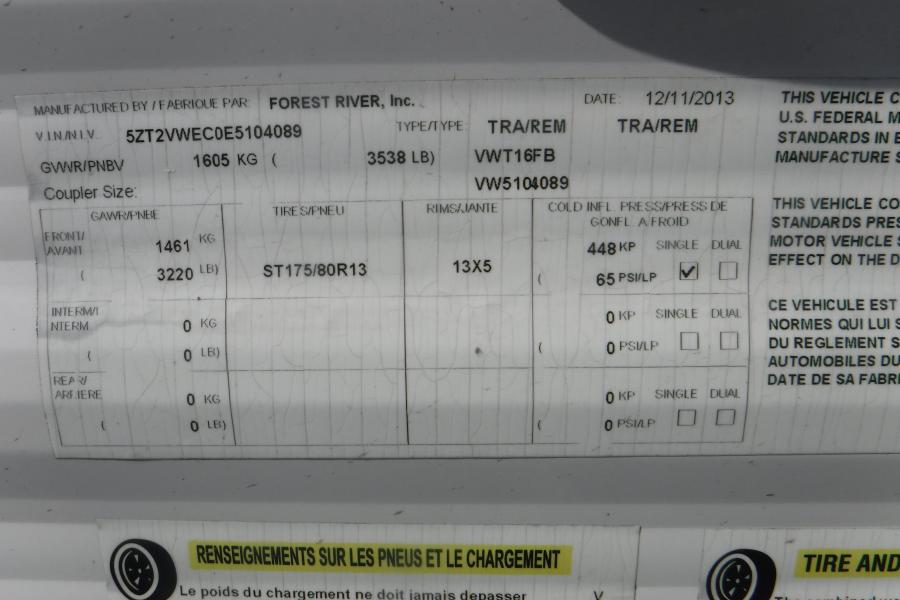 MANUFACTURED BY / FABRIQUE PAR: FOREST RIVER, Inc. DATE: 12/11/2013
V.I.N./N.I.V. 5ZT2VWEC0E5104089 TYPE/TYPE: TRA/REM TRA/REM
GVWR/PNBV 1605 KG ( 3538 LB) VWT16FB
Coupler Size: VW5104089
GAWR/PNBE TIRES/PNEU RIMS/JANTE COLD INFL. PRESS/PRESS DE
GONFL. A FROID
FRONT/
AVANT 1461 KG 448 KP SINGLE DUAL
( 3220 LB) ST175/80R13 13X5 ( 65 PSI/LP
INTERM/I
NTERM 0 KG 0 KP SINGLE DUAL
( 0 LB) ( 0 PSI/LP
REAR/
ARRIERE 0 KG 0 KP SINGLE DUAL
( 0 LB) ( 0 PSI/LP
THIS VEHICLE C
U.S. FEDERAL M
STANDARDS IN E
MANUFACTURE S
THIS VEHICLE CO
STANDARDS PRES
MOTOR VEHICLE S
EFFECT ON THE D
CE VEHICULE EST
NORMES QUI LUI S
DU REGLEMENT S
AUTOMOBILES DU
DATE DE SA FABRI
RENSEIGNEMENTS SUR LES PNEUS ET LE CHARGEMENT
Le poids du chargement ne doit jamais depasser
TIRE AND
The combined